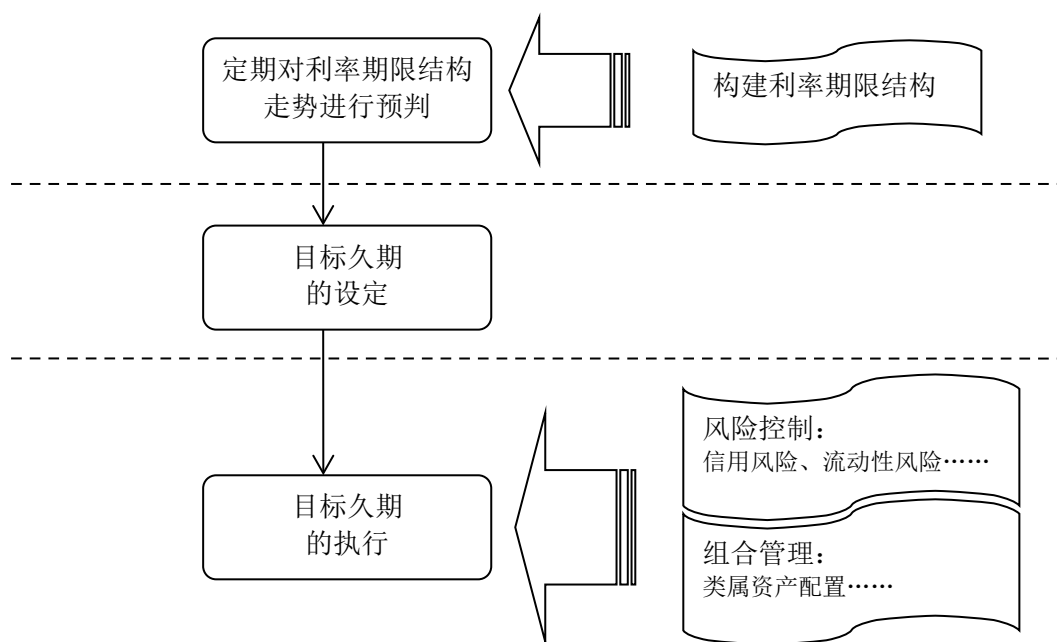 定期对利率期限结构
走势进行预判
构建利率期限结构
目标久期
的设定
风险控制：
信用风险、流动性风险……
目标久期
的执行
组合管理：
类属资产配置……